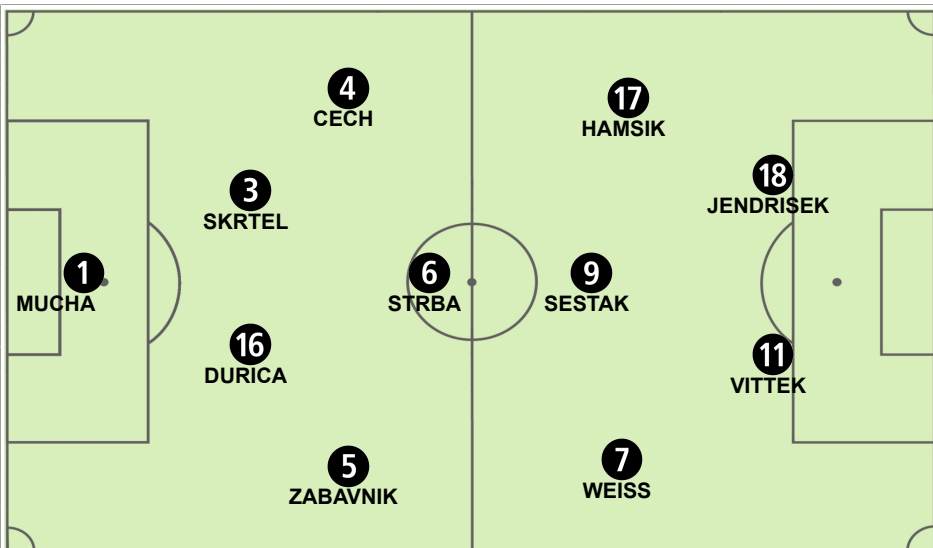 4
CECH
17
HAMSIK
3
SKRTEL
18
JENDRISEK
1
MUCHA
6
STRBA
9
SESTAK
16
DURICA
11
VITTEK
5
ZABAVNIK
7
WEISS